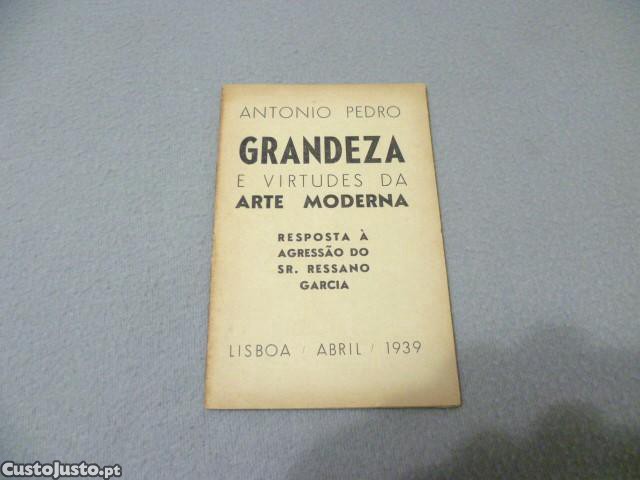 ANTONIO PEDRO
GRANDEZA
E VIRTUDES DA
ARTE MODERNA
RESPOSTA À
AGRESSÃO DO
SR. RESSANO
GARCIA
LISBOA / ABRIL / 1939
CustoJusto.pt